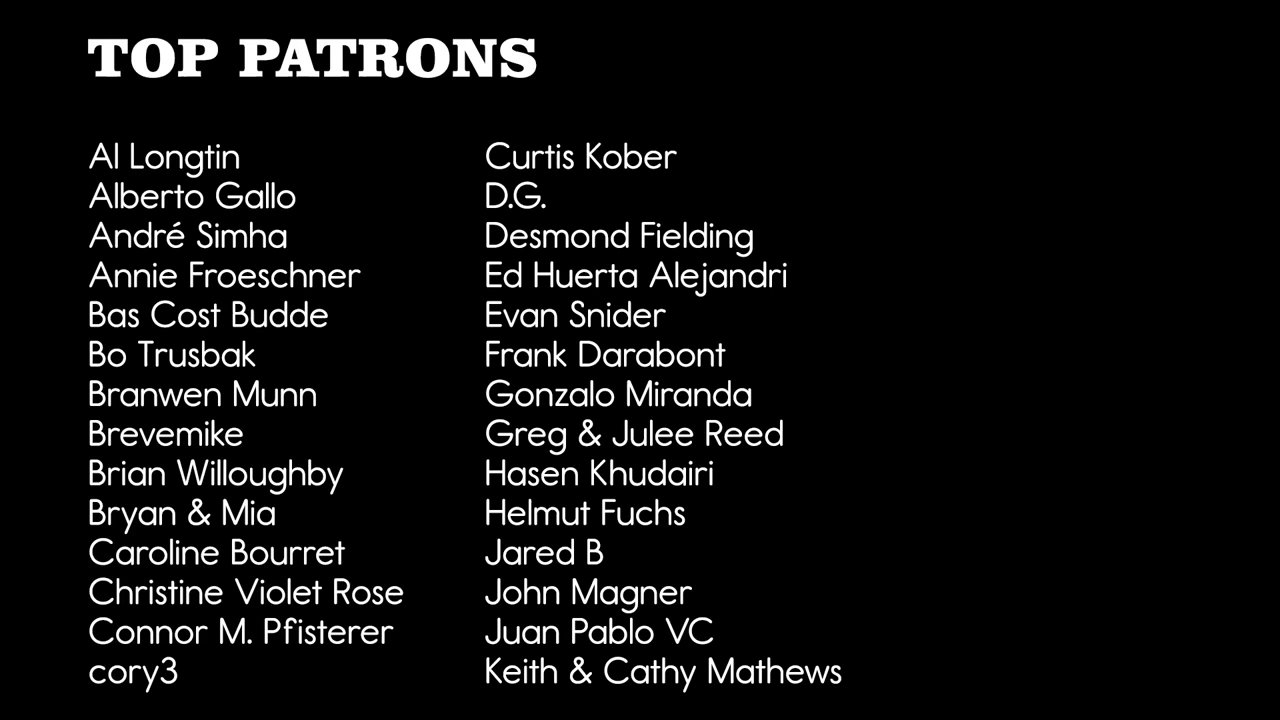 TOP PATRONS
Al Longtin
Alberto Gallo
André Simha
Annie Froeschner
Bas Cost Budde
Bo Trusbak
Branwen Munn
Brevemike
Brian Willoughby
Bryan & Mia
Caroline Bourret
Christine Violet Rose
Connor M. Pfisterer
cory3
Curtis Kober
D.G.
Desmond Fielding
Ed Huerta Alejandri
Evan Snider
Frank Darabont
Gonzalo Miranda
Greg & Julee Reed
Hasen Khudairi
Helmut Fuchs
Jared B
John Magner
Juan Pablo VC
Keith & Cathy Mathews